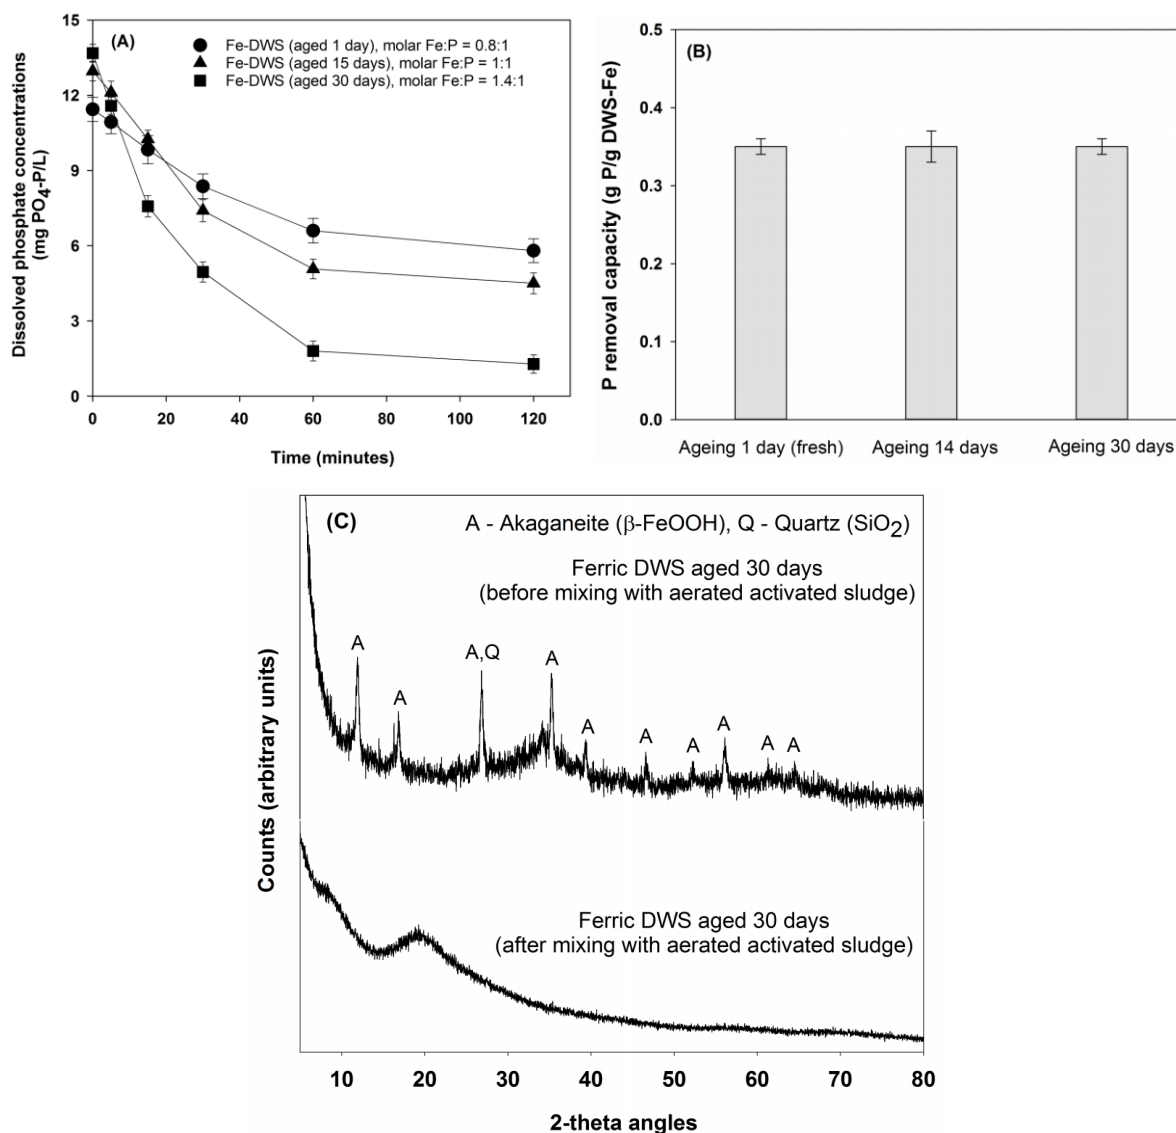 (A)
Fe-DWS (aged 1 day), molar Fe:P = 0.8:1
Fe-DWS (aged 15 days), molar Fe:P = 1:1
Fe-DWS (aged 30 days), molar Fe:P = 1.4:1
Dissolved phosphate concentrations
(mg PO4-P/L)
15
12
9
6
3
0
0 20 40 60 80 100 120
Time (minutes)
(B)
P removal capacity (g P/g DWS-Fe)
0.5
0.4
0.3
0.2
0.1
0.0
Ageing 1 day (fresh) Ageing 14 days Ageing 30 days
(C)
A - Akaganeite (β-FeOOH), Q - Quartz (SiO2)
Ferric DWS aged 30 days
(before mixing with aerated activated sludge)
A
A
A,Q
A
A
A
A
A
A
A
Counts (arbitrary units)
Ferric DWS aged 30 days
(after mixing with aerated activated sludge)
10 20 30 40 50 60 70 80
2-theta angles